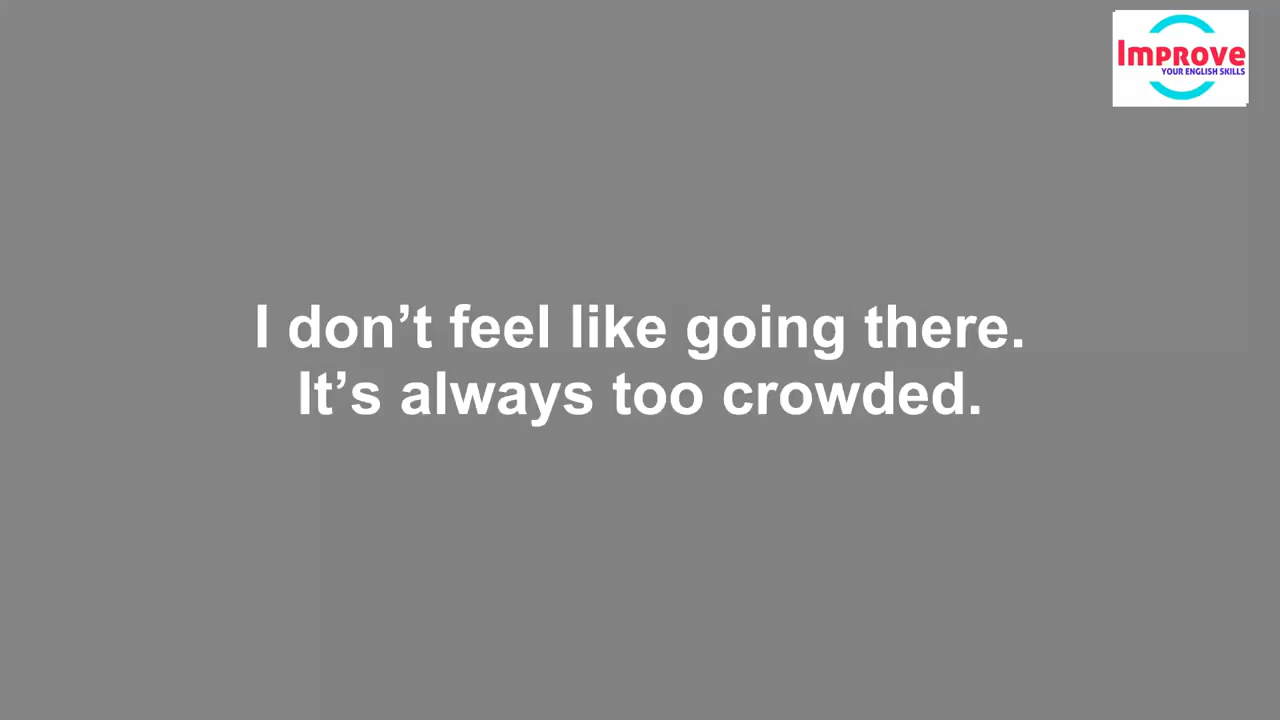 Improve
YOUR ENGLISH SKILLS
I don’t feel like going there.
It’s always too crowded.